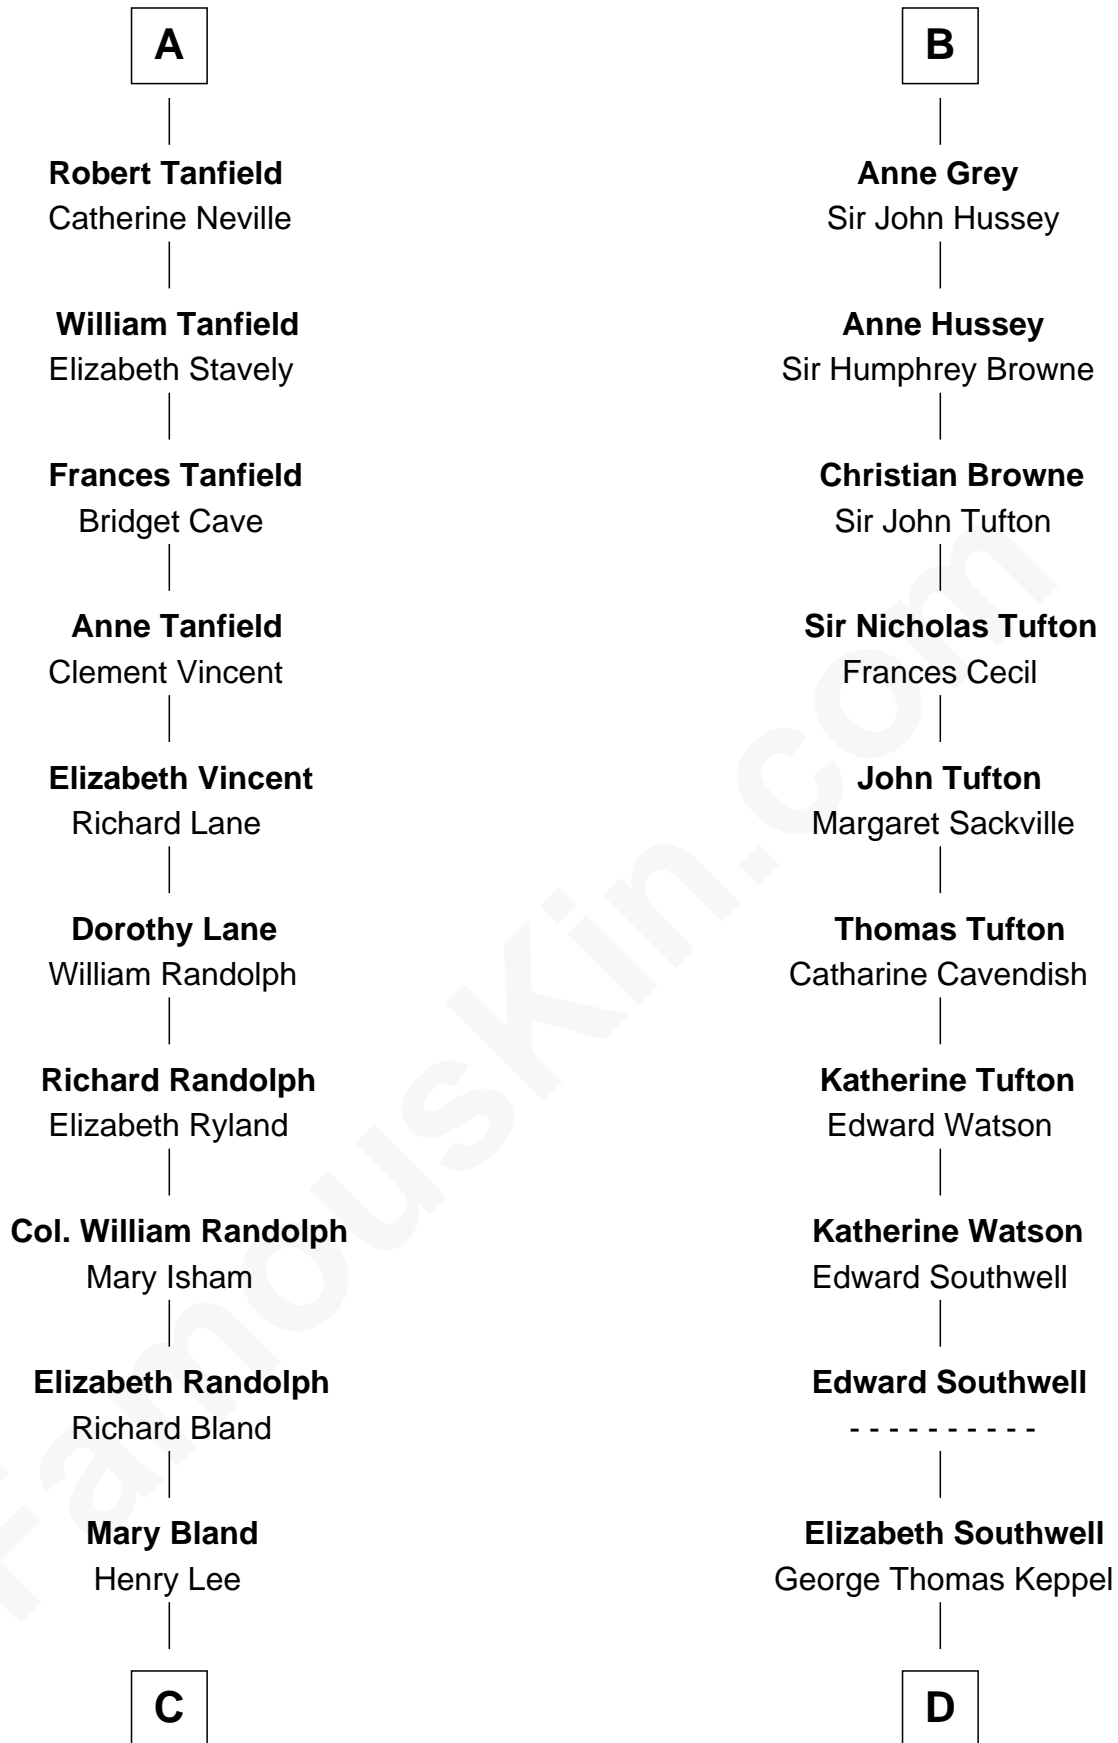 A
Robert Tanfield
Catherine Neville
William Tanfield
Elizabeth Stavely
Frances Tanfield
Bridget Cave
Anne Tanfield
Clement Vincent
Elizabeth Vincent
Richard Lane
Dorothy Lane
William Randolph
Richard Randolph
Elizabeth Ryland
Col. William Randolph
Mary Isham
Elizabeth Randolph
Richard Bland
Mary Bland
Henry Lee
C
B
Anne Grey
Sir John Hussey
Anne Hussey
Sir Humphrey Browne
Christian Browne
Sir John Tufton
Sir Nicholas Tufton
Frances Cecil
John Tufton
Margaret Sackville
Thomas Tufton
Catharine Cavendish
Katherine Tufton
Edward Watson
Katherine Watson
Edward Southwell
Edward Southwell
- - - - - - - - - -
Elizabeth Southwell
George Thomas Keppel
D
FamousKin.com